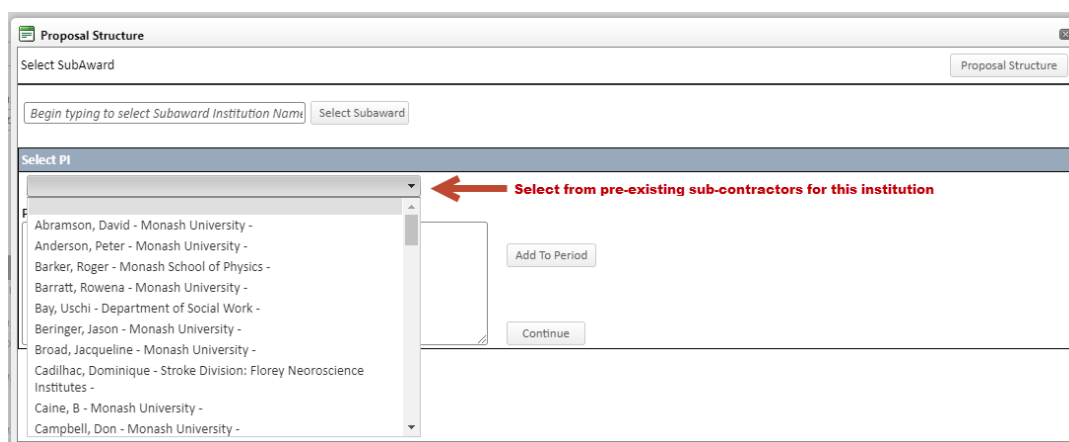 Proposal Structure
Select SubAward
Proposal Structure
Begin typing to select Subaward Institution Name
Select Subaward
Select PI
Select from pre-existing sub-contractors for this institution
P
Abramson, David - Monash University -
Anderson, Peter - Monash University -
Barker, Roger - Monash School of Physics -
Barratt, Rowena - Monash University -
Bay, Uschi - Department of Social Work -
Beringer, Jason - Monash University -
Broad, Jacqueline - Monash University -
Cadilhac, Dominique - Stroke Division: Florey Neoroscience
Institutes -
Caine, B - Monash University -
Campbell, Don - Monash University -
Add To Period
Continue